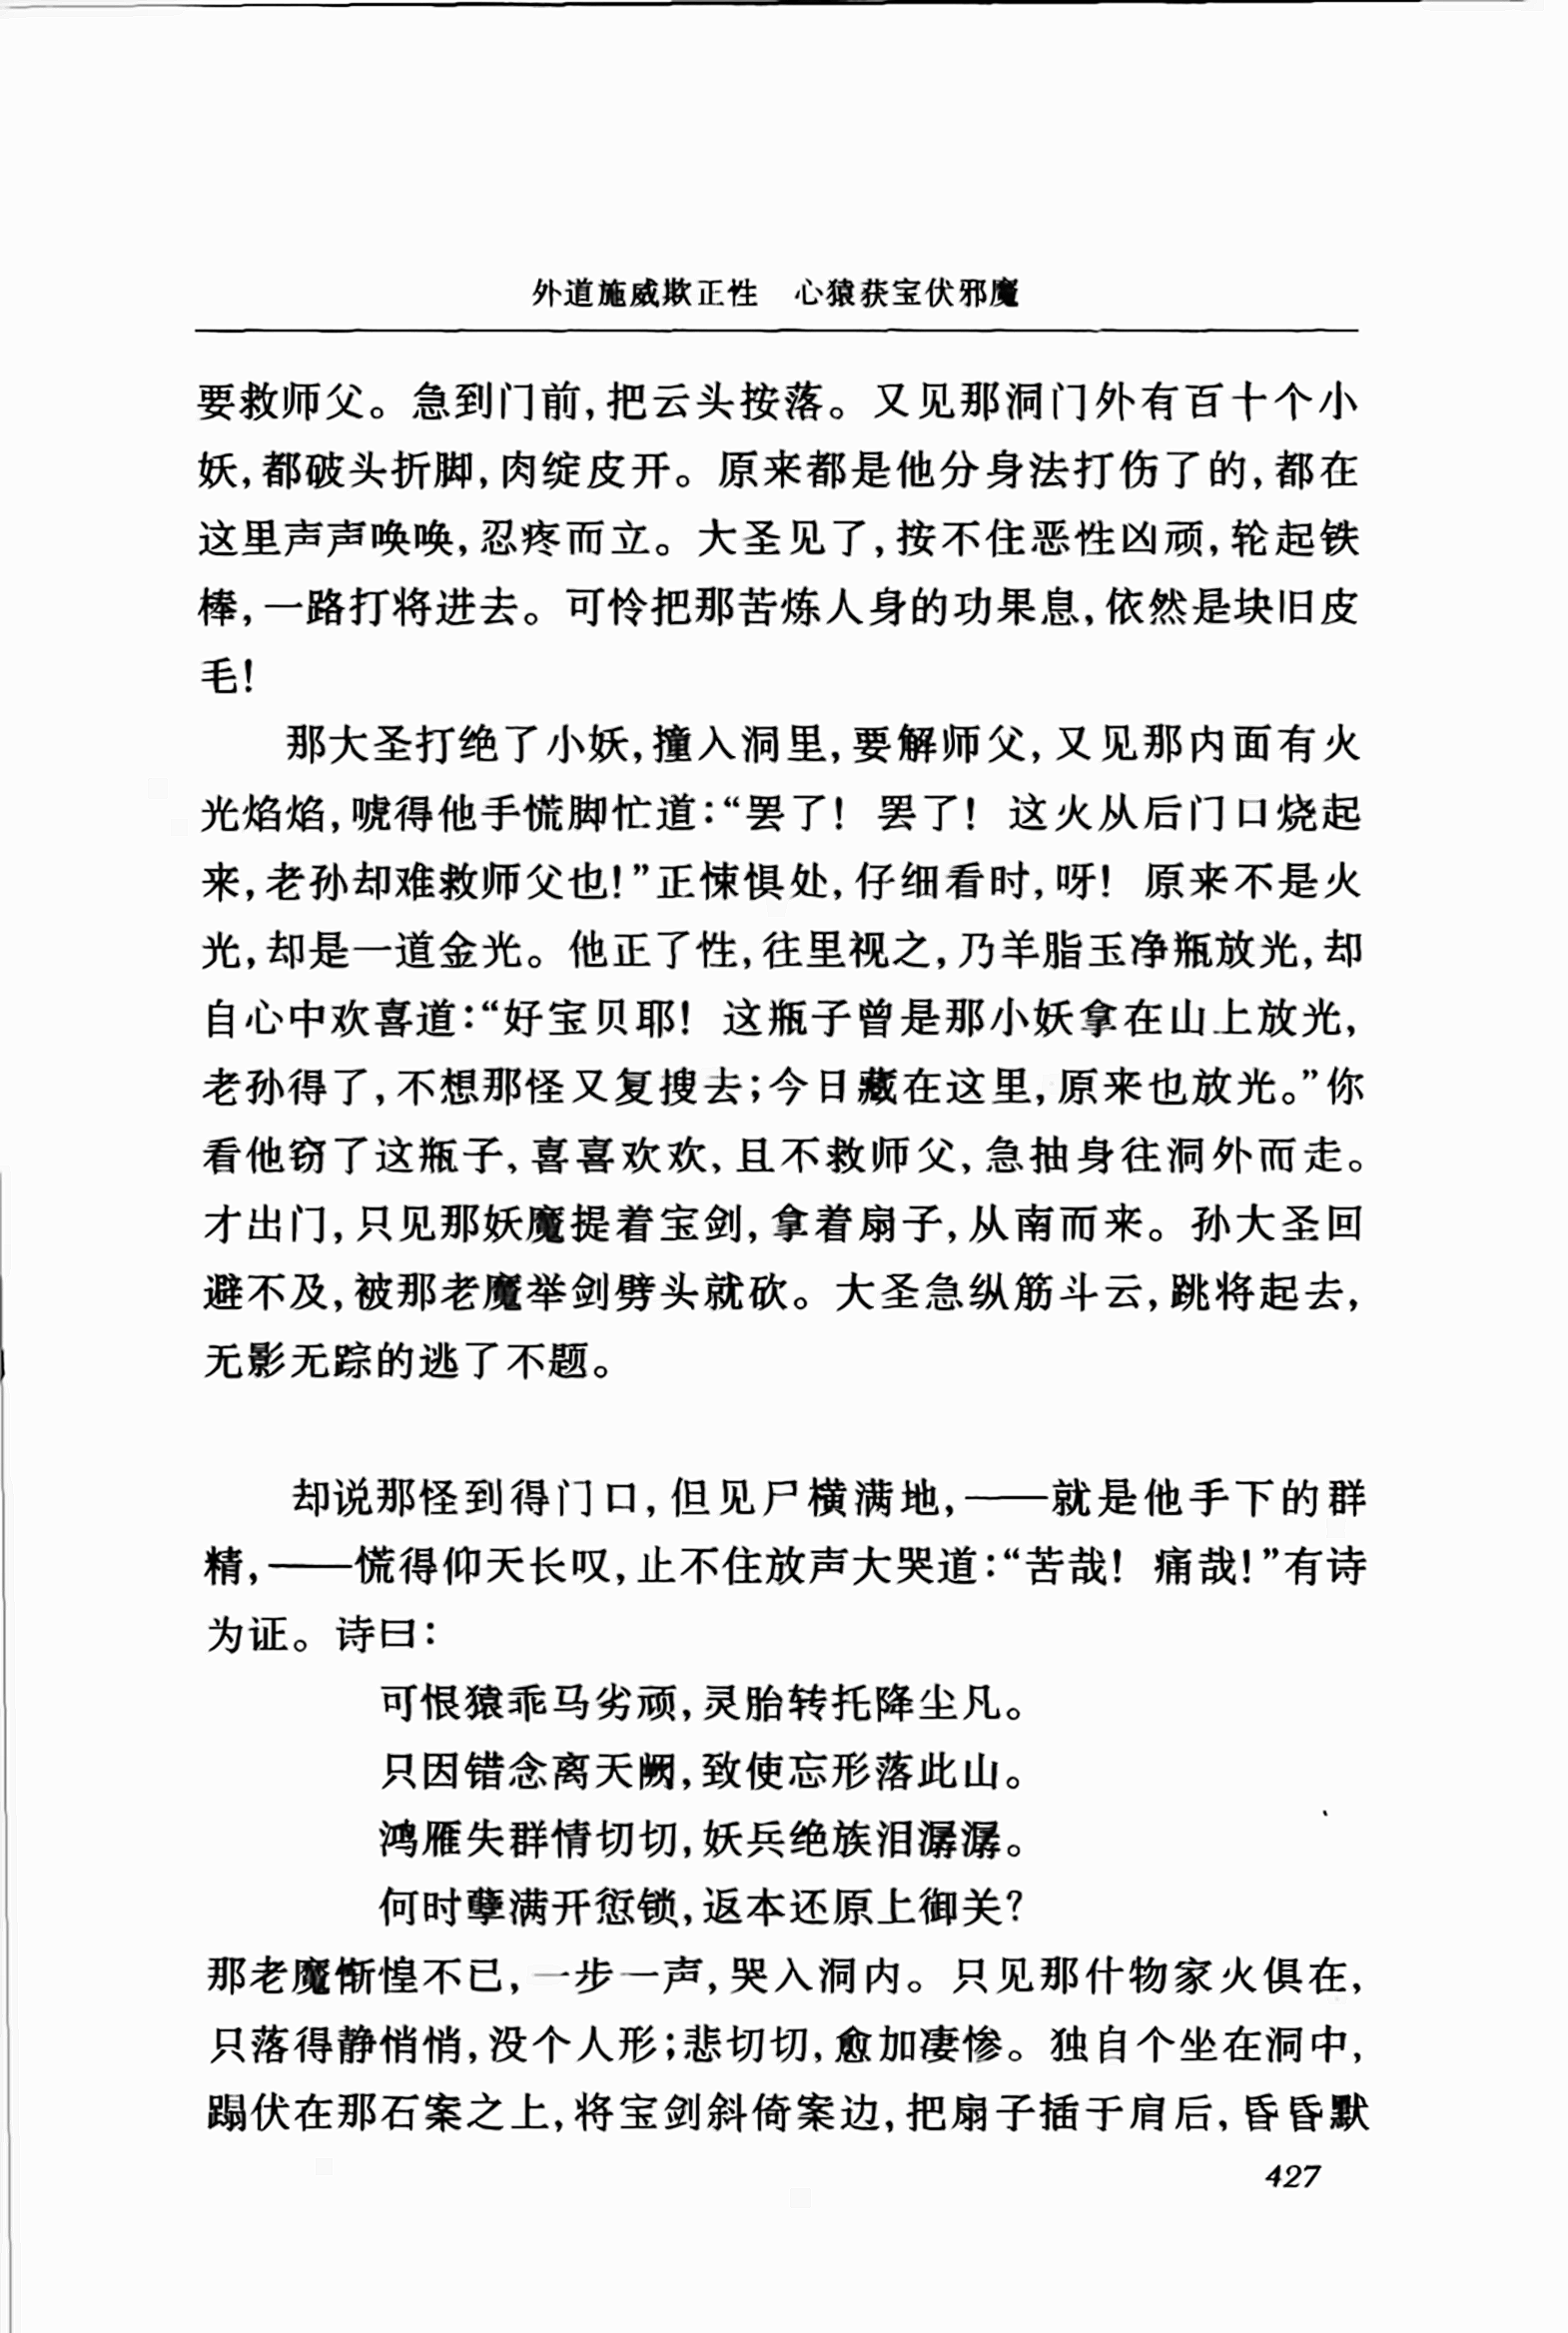 外道施威欺正性　心猿获宝伏邪魔
要救师父。急到门前,把云头按落。又见那洞门外有百十个小
妖,都破头折脚,肉绽皮开。原来都是他分身法打伤了的,都在
这里声声唤唤,忍疼而立。大圣见了,按不住恶性凶顽,轮起铁
棒,一路打将进去。可怜把那苦炼人身的功果息,依然是块旧皮
毛!
那大圣打绝了小妖,撞入洞里,要解师父,又见那内面有火
光焰焰,唬得他手慌脚忙道:“罢了! 罢了! 这火从后门口烧起
来,老孙却难救师父也!”正悚惧处,仔细看时,呀! 原来不是火
光,却是一道金光。他正了性,往里视之,乃羊脂玉净瓶放光,却
自心中欢喜道:“好宝贝耶! 这瓶子曾是那小妖拿在山上放光,
老孙得了,不想那怪又复搜去;今日藏在这里,原来也放光。”你
看他窃了这瓶子,喜喜欢欢,且不救师父,急抽身往洞外而走。
才出门,只见那妖魔提着宝剑,拿着扇子,从南而来。孙大圣回
避不及,被那老魔举剑劈头就砍。大圣急纵筋斗云,跳将起去,
无影无踪的逃了不题。
却说那怪到得门口,但见尸横满地,——就是他手下的群
精,——慌得仰天长叹,止不住放声大哭道:“苦哉! 痛哉!”有诗
为证。诗曰:
可恨猿乖马劣顽,灵胎转托降尘凡。
只因错念离天阙,致使忘形落此山。
鸿雁失群情切切,妖兵绝族泪潺潺。
何时孽满开愆锁,返本还原上御关?
那老魔惭惶不已,一步一声,哭入洞内。只见那什物家火俱在,
只落得静悄悄,没个人形;悲切切,愈加凄惨。独自个坐在洞中,
蹋伏在那石案之上,将宝剑斜倚案边,把扇子插于肩后,昏昏默
427